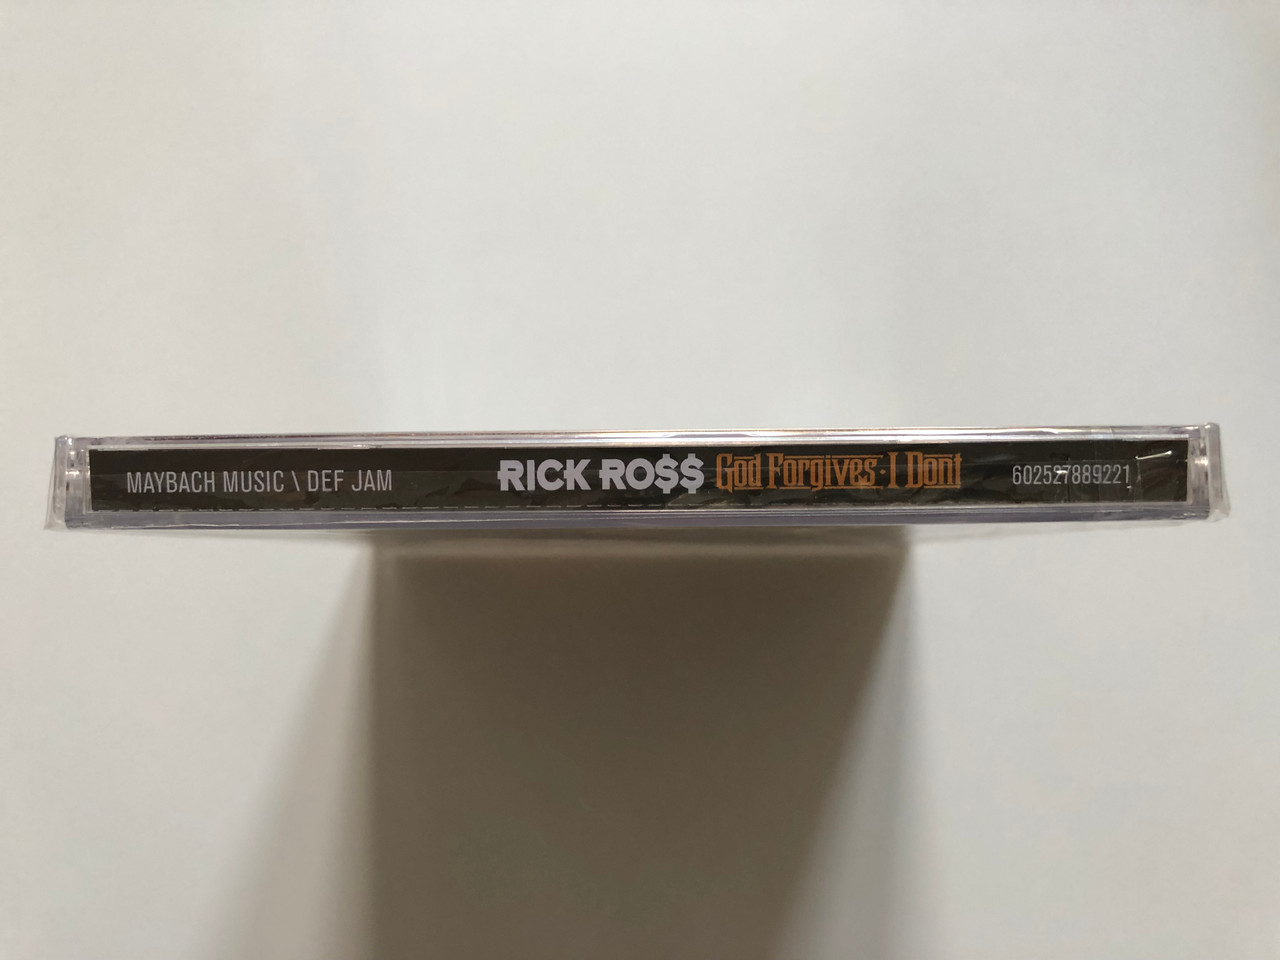 MAYBACH MUSIC \ DEF JAM RICK RO$$ God Forgives·I Dont 602527889221